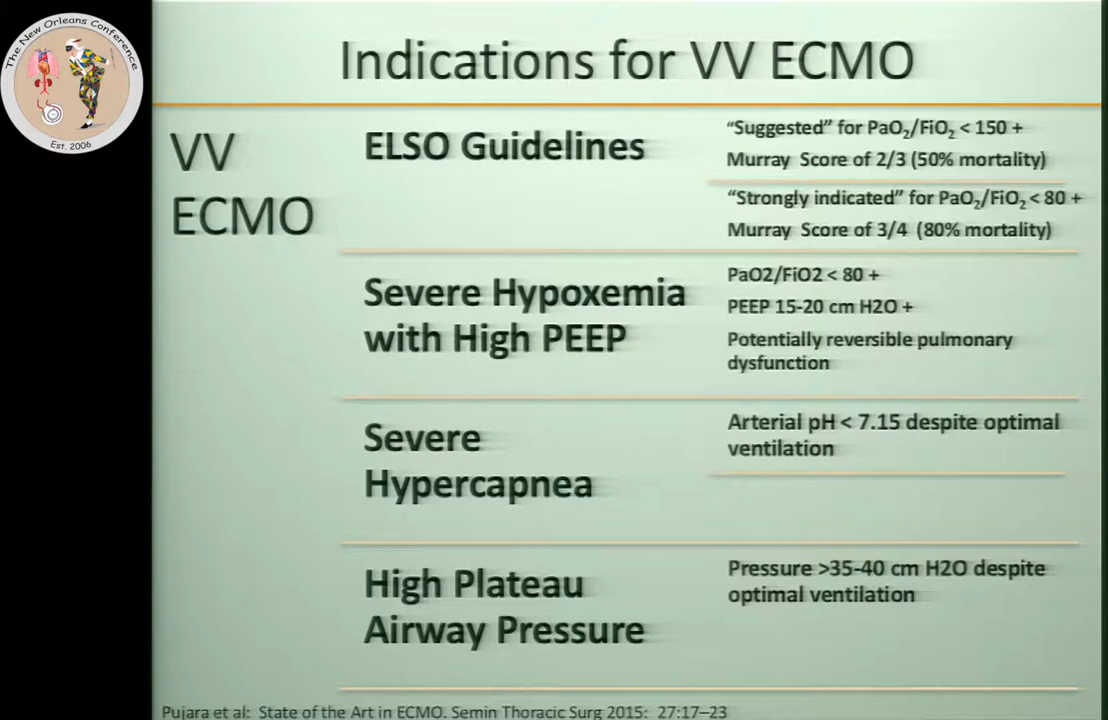 The New Orleans Conference
Est. 2006
Indications for VV ECMO
VV
ECMO
ELSO Guidelines
“Suggested” for PaO₂/FiO₂ < 150 +
Murray Score of 2/3 (50% mortality)
“Strongly indicated” for PaO₂/FiO₂ < 80 +
Murray Score of 3/4 (80% mortality)
Severe Hypoxemia
with High PEEP
PaO2/FiO2 < 80 +
PEEP 15-20 cm H2O +
Potentially reversible pulmonary
dysfunction
Severe
Hypercapnea
Arterial pH < 7.15 despite optimal
ventilation
High Plateau
Airway Pressure
Pressure >35-40 cm H2O despite
optimal ventilation
Pujara et al: State of the Art in ECMO. Semin Thoracic Surg 2015: 27:17–23